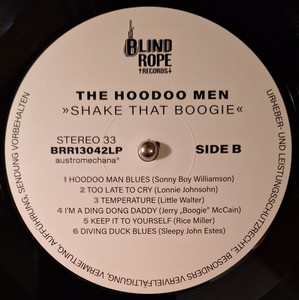 BLIND
ROPE
†RECORDS†
THE HOODOO MEN
»SHAKE THAT BOOGIE«
STEREO 33
BRR13042LP
austromechana®
SIDE B
1 HOODOO MAN BLUES (Sonny Boy Williamson)
2 TOO LATE TO CRY (Lonnie Johnsohn)
3 TEMPERATURE (Little Walter)
4 I'M A DING DONG DADDY (Jerry „Boogie" McCain)
5 KEEP IT TO YOURSELF (Rice Miller)
6 DIVING DUCK BLUES (Sleepy John Estes)
URHEBER- UND LEISTUNGSSCHUTZRECHTE, BESONDERS VERVIELFÄLTIGUNG, VERMIETUNG, AUFFÜHRUNG, SENDUNG VORBEHALTEN